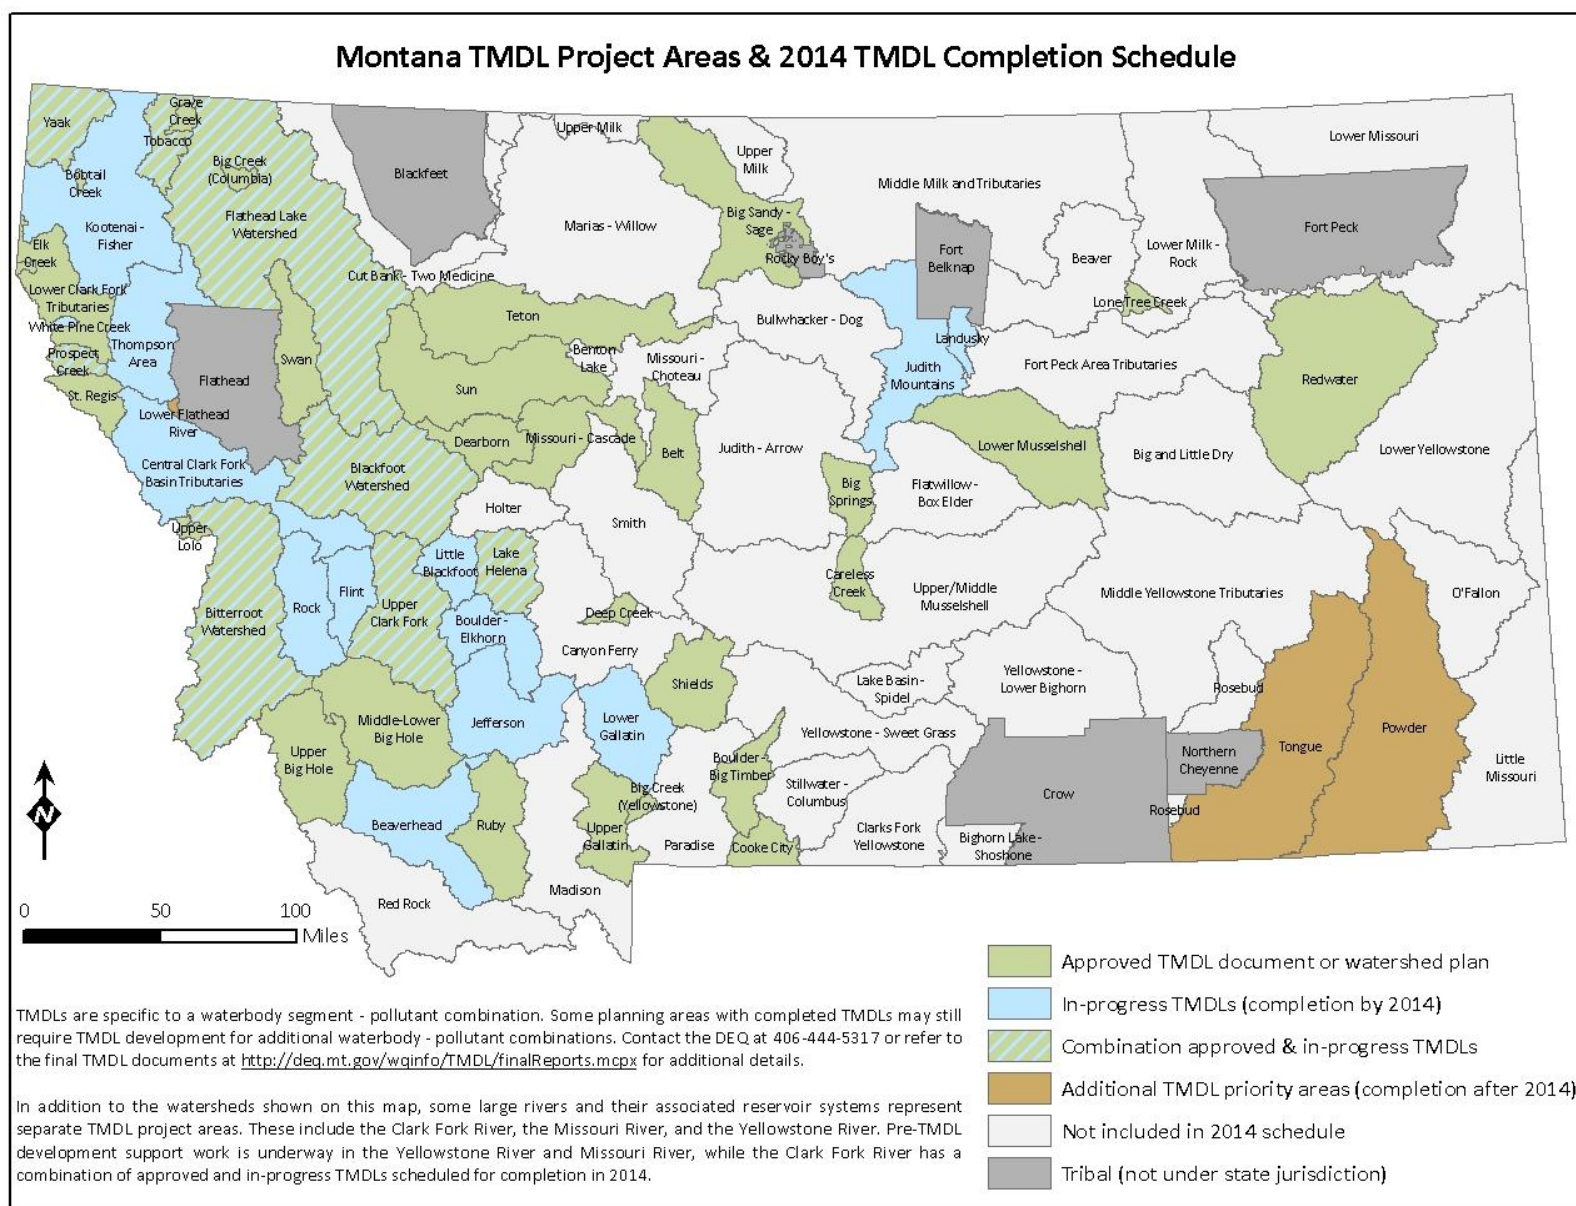 Montana TMDL Project Areas & 2014 TMDL Completion Schedule
Yaak
Grave
Creek
Tobacco
Big Creek
(Columbia)
Bobtail
Creek
Flathead Lake
Watershed
Kootenai -
Fisher
Elk
Creek
Lower Clark Fork
Tributaries
White Pine Creek
Prospect
Creek
Thompson
Area
St. Regis
Flathead
Lower Flathead
River
Swan
Central Clark Fork
Basin Tributaries
Blackfeet
Cut Bank - Two Medicine
Upper Milk
Marias - Willow
Upper
Milk
Big Sandy -
Sage
Rocky Boy's
Middle Milk and Tributaries
Fort
Belknap
Beaver
Lower Milk -
Rock
Lower Missouri
Fort Peck
Lone Tree Creek
Teton
Benton
Lake
Sun
Missouri -
Choteau
Bullwhacker - Dog
Landusky
Judith
Mountains
Fort Peck Area Tributaries
Redwater
Dearborn
Missouri - Cascade
Belt
Judith - Arrow
Lower Musselshell
Big and Little Dry
Lower Yellowstone
Blackfoot
Watershed
Big
Springs
Flatwillow -
Box Elder
Holter
Smith
Upper
Lolo
Little
Blackfoot
Lake
Helena
Bitterroot
Watershed
Rock
Flint
Upper
Clark Fork
Boulder -
Elkhorn
Deep Creek
Careless
Creek
Upper/Middle
Musselshell
Middle Yellowstone Tributaries
O'Fallon
Canyon Ferry
Shields
Lake Basin -
Spidel
Yellowstone -
Lower Bighorn
Rosebud
Middle-Lower
Big Hole
Jefferson
Lower
Gallatin
Yellowstone - Sweet Grass
Upper
Big Hole
Boulder -
Big Timber
Northern
Cheyenne
Tongue
Powder
Little
Missouri
Big Creek
(Yellowstone)
Stillwater -
Columbus
Crow
Rosebud
Beaverhead
Ruby
Upper
Gallatin
Paradise
Cooke City
Clarks Fork
Yellowstone
Bighorn Lake -
Shoshone
Madison
Red Rock
N
0 50 100
Miles
Approved TMDL document or watershed plan
In-progress TMDLs (completion by 2014)
Combination approved & in-progress TMDLs
Additional TMDL priority areas (completion after 2014)
Not included in 2014 schedule
Tribal (not under state jurisdiction)
TMDLs are specific to a waterbody segment - pollutant combination. Some planning areas with completed TMDLs may still
require TMDL development for additional waterbody - pollutant combinations. Contact the DEQ at 406-444-5317 or refer to
the final TMDL documents at http://deq.mt.gov/wqinfo/TMDL/finalReports.mcpx for additional details.
In addition to the watersheds shown on this map, some large rivers and their associated reservoir systems represent
separate TMDL project areas. These include the Clark Fork River, the Missouri River, and the Yellowstone River. Pre-TMDL
development support work is underway in the Yellowstone River and Missouri River, while the Clark Fork River has a
combination of approved and in-progress TMDLs scheduled for completion in 2014.